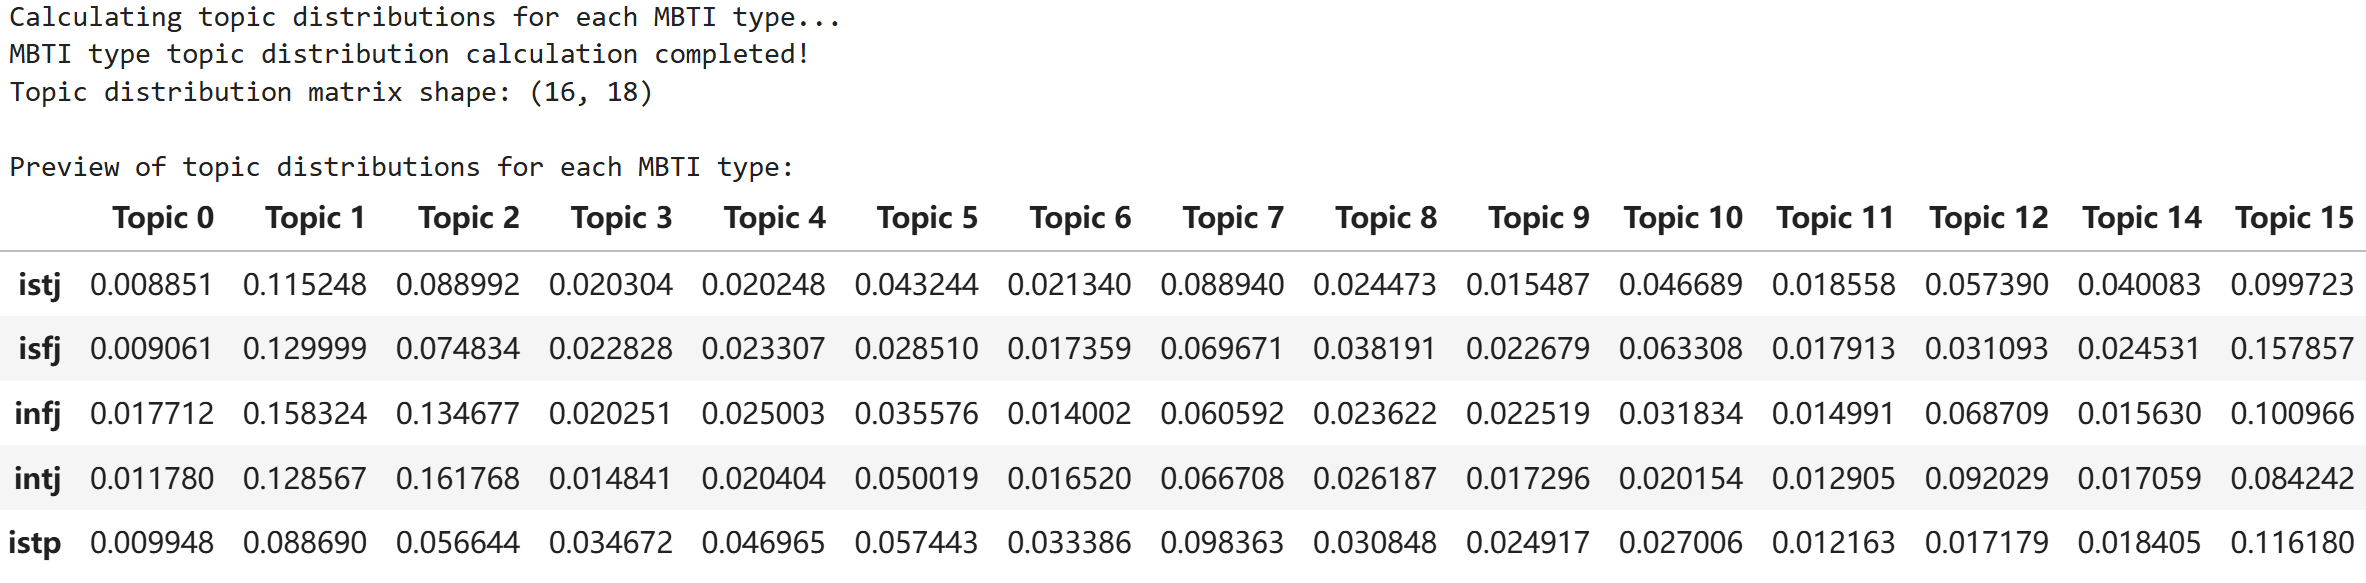 Calculating topic distributions for each MBTI type...
MBTI type topic distribution calculation completed!
Topic distribution matrix shape: (16, 18)
Preview of topic distributions for each MBTI type:
Topic 0 Topic 1 Topic 2 Topic 3 Topic 4 Topic 5 Topic 6 Topic 7 Topic 8 Topic 9 Topic 10 Topic 11 Topic 12 Topic 14 Topic 15
istj 0.008851 0.115248 0.088992 0.020304 0.020248 0.043244 0.021340 0.088940 0.024473 0.015487 0.046689 0.018558 0.057390 0.040083 0.099723
isfj 0.009061 0.129999 0.074834 0.022828 0.023307 0.028510 0.017359 0.069671 0.038191 0.022679 0.063308 0.017913 0.031093 0.024531 0.157857
infj 0.017712 0.158324 0.134677 0.020251 0.025003 0.035576 0.014002 0.060592 0.023622 0.022519 0.031834 0.014991 0.068709 0.015630 0.100966
intj 0.011780 0.128567 0.161768 0.014841 0.020404 0.050019 0.016520 0.066708 0.026187 0.017296 0.020154 0.012905 0.092029 0.017059 0.084242
istp 0.009948 0.088690 0.056644 0.034672 0.046965 0.057443 0.033386 0.098363 0.030848 0.024917 0.027006 0.012163 0.017179 0.018405 0.116180